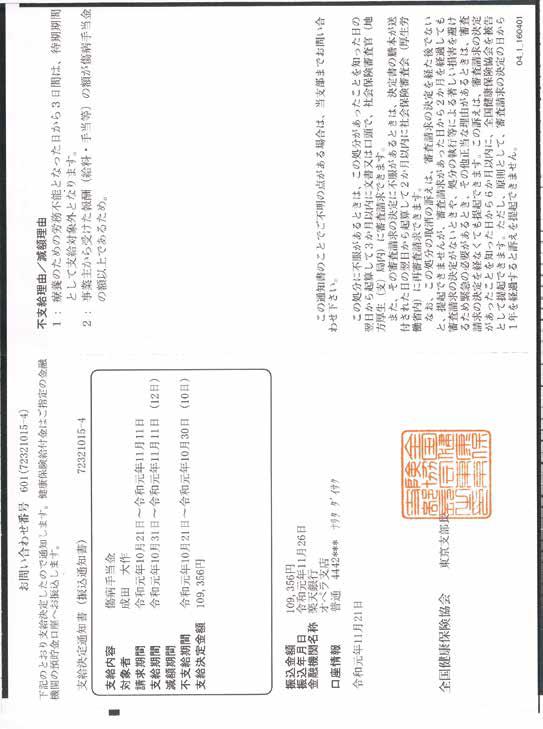 お問い合わせ番号 601(72321015-4)
下記のとおり支給決定したので通知します。健康保険給付金はご指定の金融
機関の預貯金口座へお振込します。
支給決定通知書(振込通知書) 72321015-4
支給内容 傷病手当金
対象者 成田 大作
請求期間 令和元年10月21日~令和元年11月11日
支給期間 令和元年10月31日~令和元年11月11日 (12日)
減額期間
不支給期間 令和元年10月21日~令和元年10月30日 (10日)
支給決定金額 109,356円
振込金額 109,356円
振込年月日 令和元年11月26日
金融機関名称 楽天銀行
オペラ支店
口座情報 普通 4442*** ナリタ ダイサク
令和元年11月21日
全国健康保険協会 東京支部長
不支給理由/減額理由
1: 療養のための労務不能となった日から3日間は、待期期間
として支給対象外となります。
2: 事業主から受けた報酬(給料・手当等)の額が傷病手当金
の額以上であるため。
この通知書のことでご不明の点がある場合は、当支部までお問い合
わせ下さい。
この処分に不服があるときは、この処分があったことを知った日の
翌日から起算して3か月以内に文書又は口頭で、社会保険審査官(地
方厚生(支)局内)に審査請求できます。
また、その審査請求の決定に不服があるときは、決定書の謄本が送
付された日の翌日から起算して2か月以内に社会保険審査会(厚生労
働省内)に再審査請求できます。
なお、この処分の取消の訴えは、審査請求の決定を経た後でない
と、提起できませんが、審査請求があった日から2か月を経過しても
審査請求の決定がないときや、処分の執行等による著しい損害を避け
るため緊急の必要があるとき、その他正当な理由があるときは、審査
請求の決定を経なくても提起できます。この訴えは、審査請求の決定
があったことを知った日から6か月以内に、全国健康保険協会を被告
として提起できます。ただし、原則として、審査請求の決定の日から
1年を経過すると訴えを提起できません。
04.1.160401